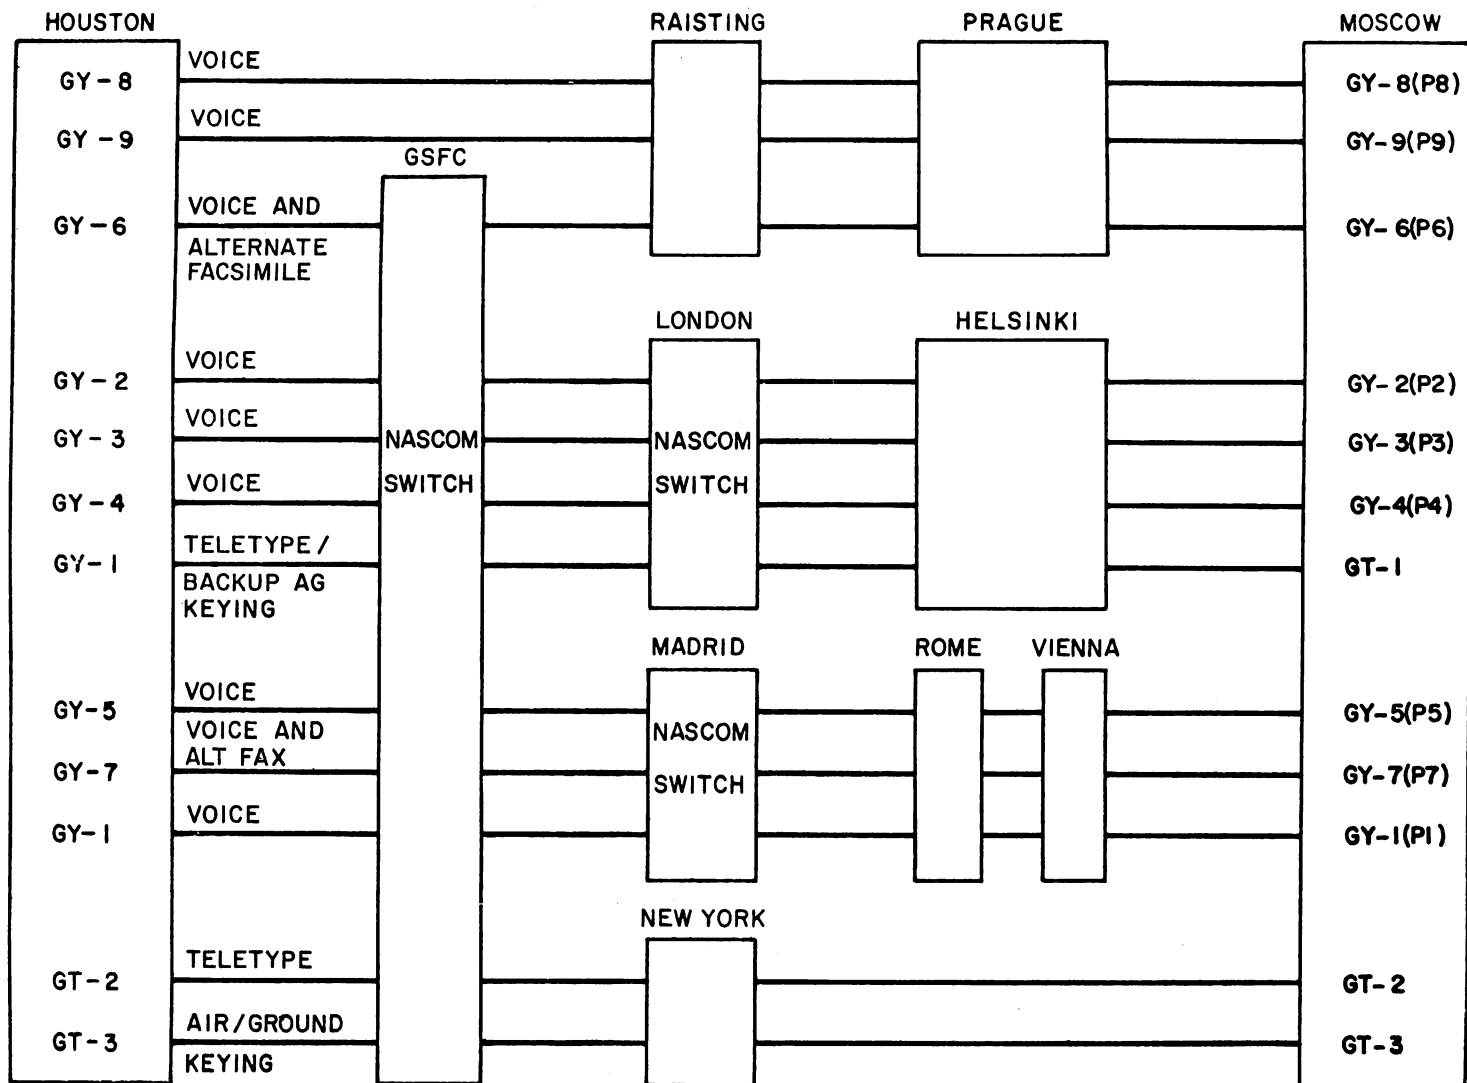 HOUSTON RAISTING PRAGUE MOSCOW
GY-8 VOICE GY-8(P8)
GY-9 VOICE GY-9(P9)
GSFC
GY-6 VOICE AND GY-6(P6)
ALTERNATE
FACSIMILE
LONDON HELSINKI
GY-2 VOICE GY-2(P2)
GY-3 VOICE NASCOM NASCOM GY-3(P3)
SWITCH SWITCH
GY-4 VOICE GY-4(P4)
GY-1 TELETYPE/ GT-1
BACKUP AG
KEYING
MADRID ROME VIENNA
GY-5 VOICE GY-5(P5)
VOICE AND NASCOM
ALT FAX
GY-7 SWITCH GY-7(P7)
GY-1 VOICE GY-1(P1)
NEW YORK
GT-2 TELETYPE GT-2
GT-3 AIR/GROUND GT-3
KEYING